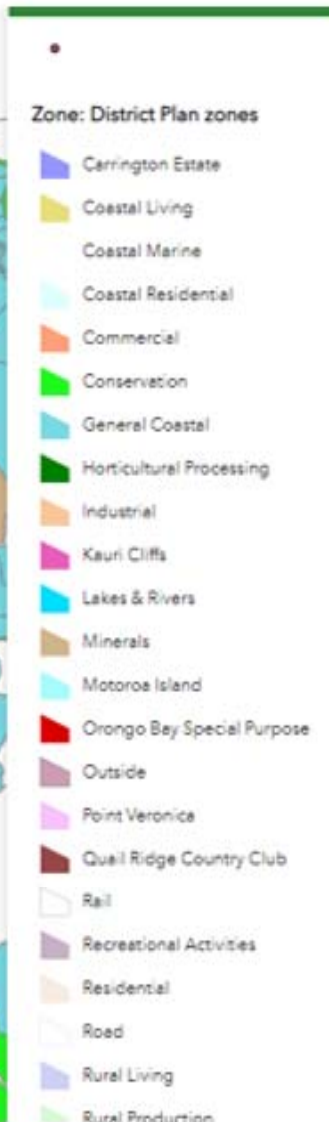 Zone: District Plan zones
Carrington Estate
Coastal Living
Coastal Marine
Coastal Residential
Commercial
Conservation
General Coastal
Horticultural Processing
Industrial
Kauri Cliffs
Lakes & Rivers
Minerals
Motoroa Island
Orongo Bay Special Purpose
Outside
Point Veronica
Quail Ridge Country Club
Rail
Recreational Activities
Residential
Road
Rural Living
Rural Production